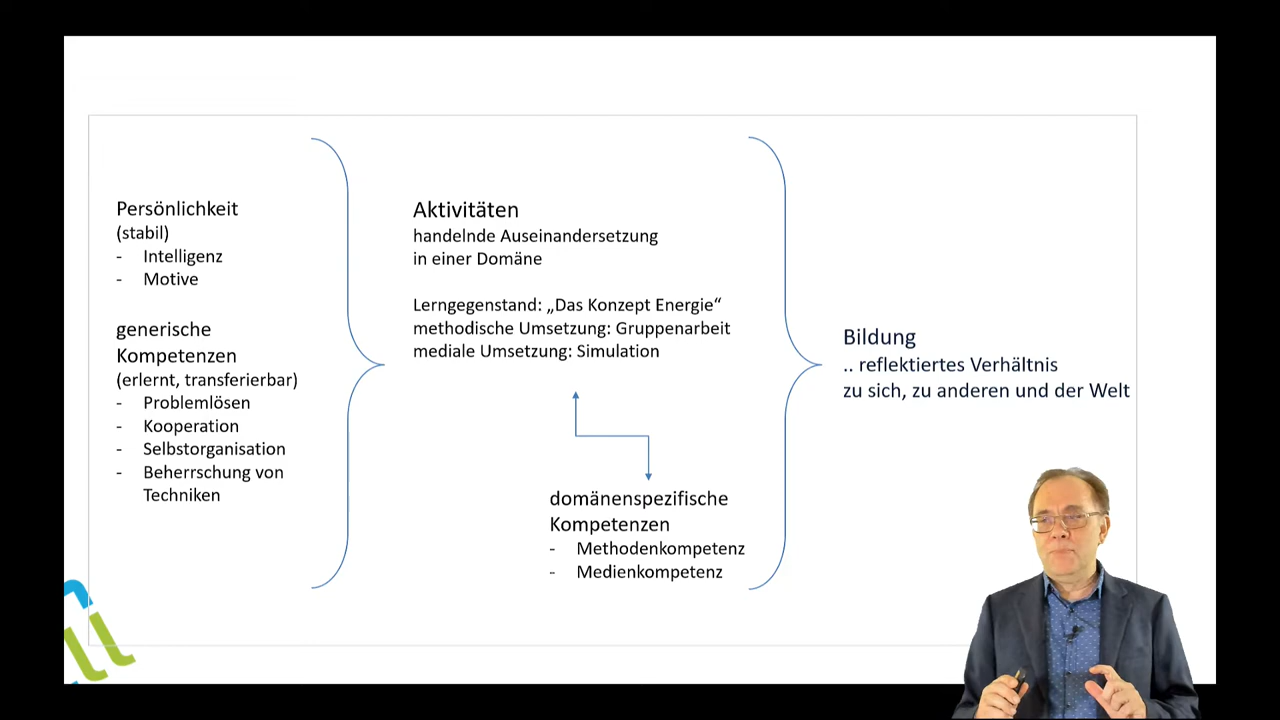 Persönlichkeit
(stabil)
- Intelligenz
- Motive
generische
Kompetenzen
(erlernt, transferierbar)
- Problemlösen
- Kooperation
- Selbstorganisation
- Beherrschung von
Techniken
Aktivitäten
handelnde Auseinandersetzung
in einer Domäne
Lerngegenstand: „Das Konzept Energie“
methodische Umsetzung: Gruppenarbeit
mediale Umsetzung: Simulation
domänenspezifische
Kompetenzen
- Methodenkompetenz
- Medienkompetenz
Bildung
.. reflektiertes Verhältnis
zu sich, zu anderen und der Welt